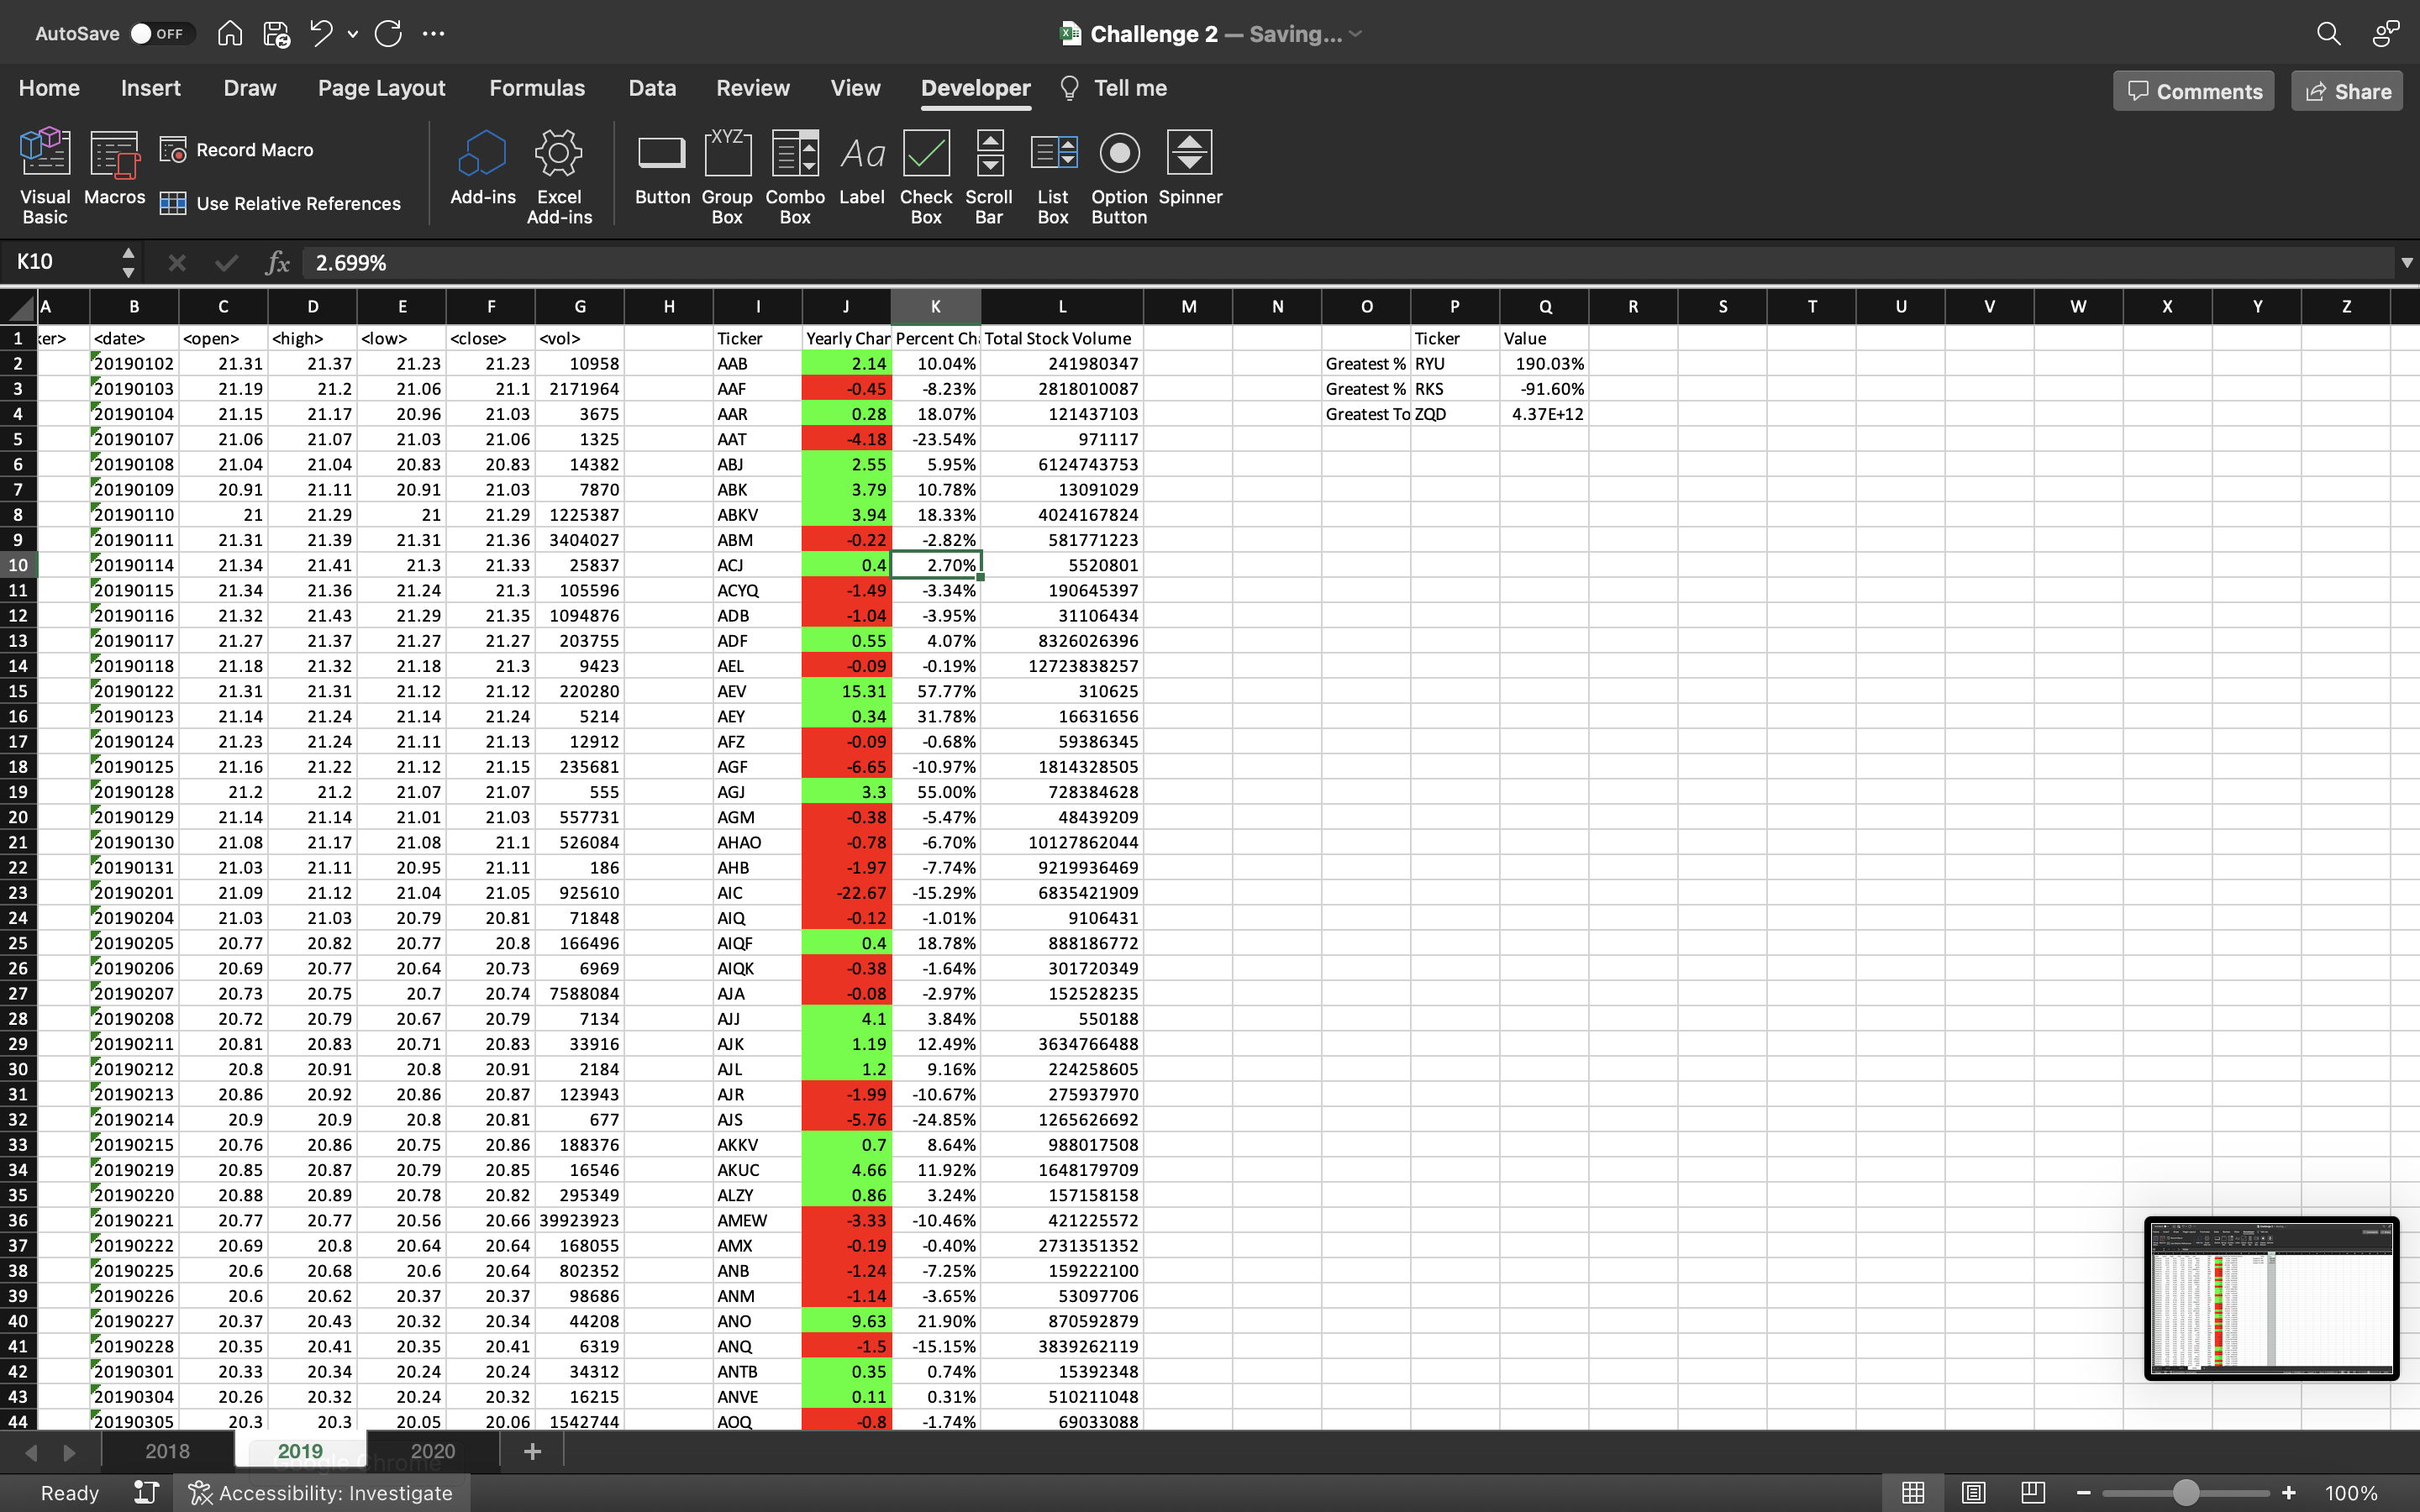 AutoSave OFF Challenge 2 — Saving...
Home Insert Draw Page Layout Formulas Data Review View Developer Tell me Comments Share
Visual Basic Macros Record Macro Use Relative References Add-ins Excel Add-ins Button XYZ Group Box Combo Box Aa Label Check Box Scroll Bar List Box Option Button Spinner
K10 fx 2.699%
A B C D E F G H I J K L M N O P Q R S T U V W X Y Z
1 <date> <open> <high> <low> <close> <vol> Ticker Yearly Char Percent Ch Total Stock Volume Ticker Value
2 20190102 21.31 21.37 21.23 21.23 10958 AAB 2.14 10.04% 241980347 Greatest % RYU 190.03%
3 20190103 21.19 21.2 21.06 21.1 2171964 AAF -0.45 -8.23% 2818010087 Greatest % RKS -91.60%
4 20190104 21.15 21.17 20.96 21.03 3675 AAR 0.28 18.07% 121437103 Greatest To ZQD 4.37E+12
5 20190107 21.06 21.07 21.03 21.06 1325 AAT -4.18 -23.54% 971117
6 20190108 21.04 21.04 20.83 20.83 14382 ABJ 2.55 5.95% 6124743753
7 20190109 20.91 21.11 20.91 21.03 7870 ABK 3.79 10.78% 13091029
8 20190110 21 21.29 21 21.29 1225387 ABKV 3.94 18.33% 4024167824
9 20190111 21.31 21.39 21.31 21.36 3404027 ABM -0.22 -2.82% 581771223
10 20190114 21.34 21.41 21.3 21.33 25837 ACJ 0.4 2.70% 5520801
11 20190115 21.34 21.36 21.24 21.3 105596 ACYQ -1.49 -3.34% 190645397
12 20190116 21.32 21.43 21.29 21.35 1094876 ADB -1.04 -3.95% 31106434
13 20190117 21.27 21.37 21.27 21.27 203755 ADF 0.55 4.07% 8326026396
14 20190118 21.18 21.32 21.18 21.3 9423 AEL -0.09 -0.19% 12723838257
15 20190122 21.31 21.31 21.12 21.12 220280 AEV 15.31 57.77% 310625
16 20190123 21.14 21.24 21.14 21.24 5214 AEY 0.34 31.78% 16631656
17 20190124 21.23 21.24 21.11 21.13 12912 AFZ -0.09 -0.68% 59386345
18 20190125 21.16 21.22 21.12 21.15 235681 AGF -6.65 -10.97% 1814328505
19 20190128 21.2 21.2 21.07 21.07 555 AGJ 3.3 55.00% 728384628
20 20190129 21.14 21.14 21.01 21.03 557731 AGM -0.38 -5.47% 48439209
21 20190130 21.08 21.17 21.08 21.1 526084 AHAO -0.78 -6.70% 10127862044
22 20190131 21.03 21.11 20.95 21.11 186 AHB -1.97 -7.74% 9219936469
23 20190201 21.09 21.12 21.04 21.05 925610 AIC -22.67 -15.29% 6835421909
24 20190204 21.03 21.03 20.79 20.81 71848 AIQ -0.12 -1.01% 9106431
25 20190205 20.77 20.82 20.77 20.8 166496 AIQF 0.4 18.78% 888186772
26 20190206 20.69 20.77 20.64 20.73 6969 AIQK -0.38 -1.64% 301720349
27 20190207 20.73 20.75 20.7 20.74 7588084 AJA -0.08 -2.97% 152528235
28 20190208 20.72 20.79 20.67 20.79 7134 AJJ 4.1 3.84% 550188
29 20190211 20.81 20.83 20.71 20.83 33916 AJK 1.19 12.49% 3634766488
30 20190212 20.8 20.91 20.8 20.91 2184 AJL 1.2 9.16% 224258605
31 20190213 20.86 20.92 20.86 20.87 123943 AJR -1.99 -10.67% 275937970
32 20190214 20.9 20.9 20.8 20.81 677 AJS -5.76 -24.85% 1265626692
33 20190215 20.76 20.86 20.75 20.86 188376 AKKV 0.7 8.64% 988017508
34 20190219 20.85 20.87 20.79 20.85 16546 AKUC 4.66 11.92% 1648179709
35 20190220 20.88 20.89 20.78 20.82 295349 ALZY 0.86 3.24% 157158158
36 20190221 20.77 20.77 20.56 20.66 39923923 AMEW -3.33 -10.46% 421225572
37 20190222 20.69 20.8 20.64 20.64 168055 AMX -0.19 -0.40% 2731351352
38 20190225 20.6 20.68 20.6 20.64 802352 ANB -1.24 -7.25% 159222100
39 20190226 20.6 20.62 20.37 20.37 98686 ANM -1.14 -3.65% 53097706
40 20190227 20.37 20.43 20.32 20.34 44208 ANO 9.63 21.90% 870592879
41 20190228 20.35 20.41 20.35 20.41 6319 ANQ -1.5 -15.15% 3839262119
42 20190301 20.33 20.34 20.24 20.24 34312 ANTB 0.35 0.74% 15392348
43 20190304 20.26 20.32 20.24 20.32 16215 ANVE 0.11 0.31% 510211048
44 20190305 20.3 20.3 20.05 20.06 1542744 AOQ -0.8 -1.74% 69033088
2018 2019 2020
Google Chrome
Ready Accessibility: Investigate 100%